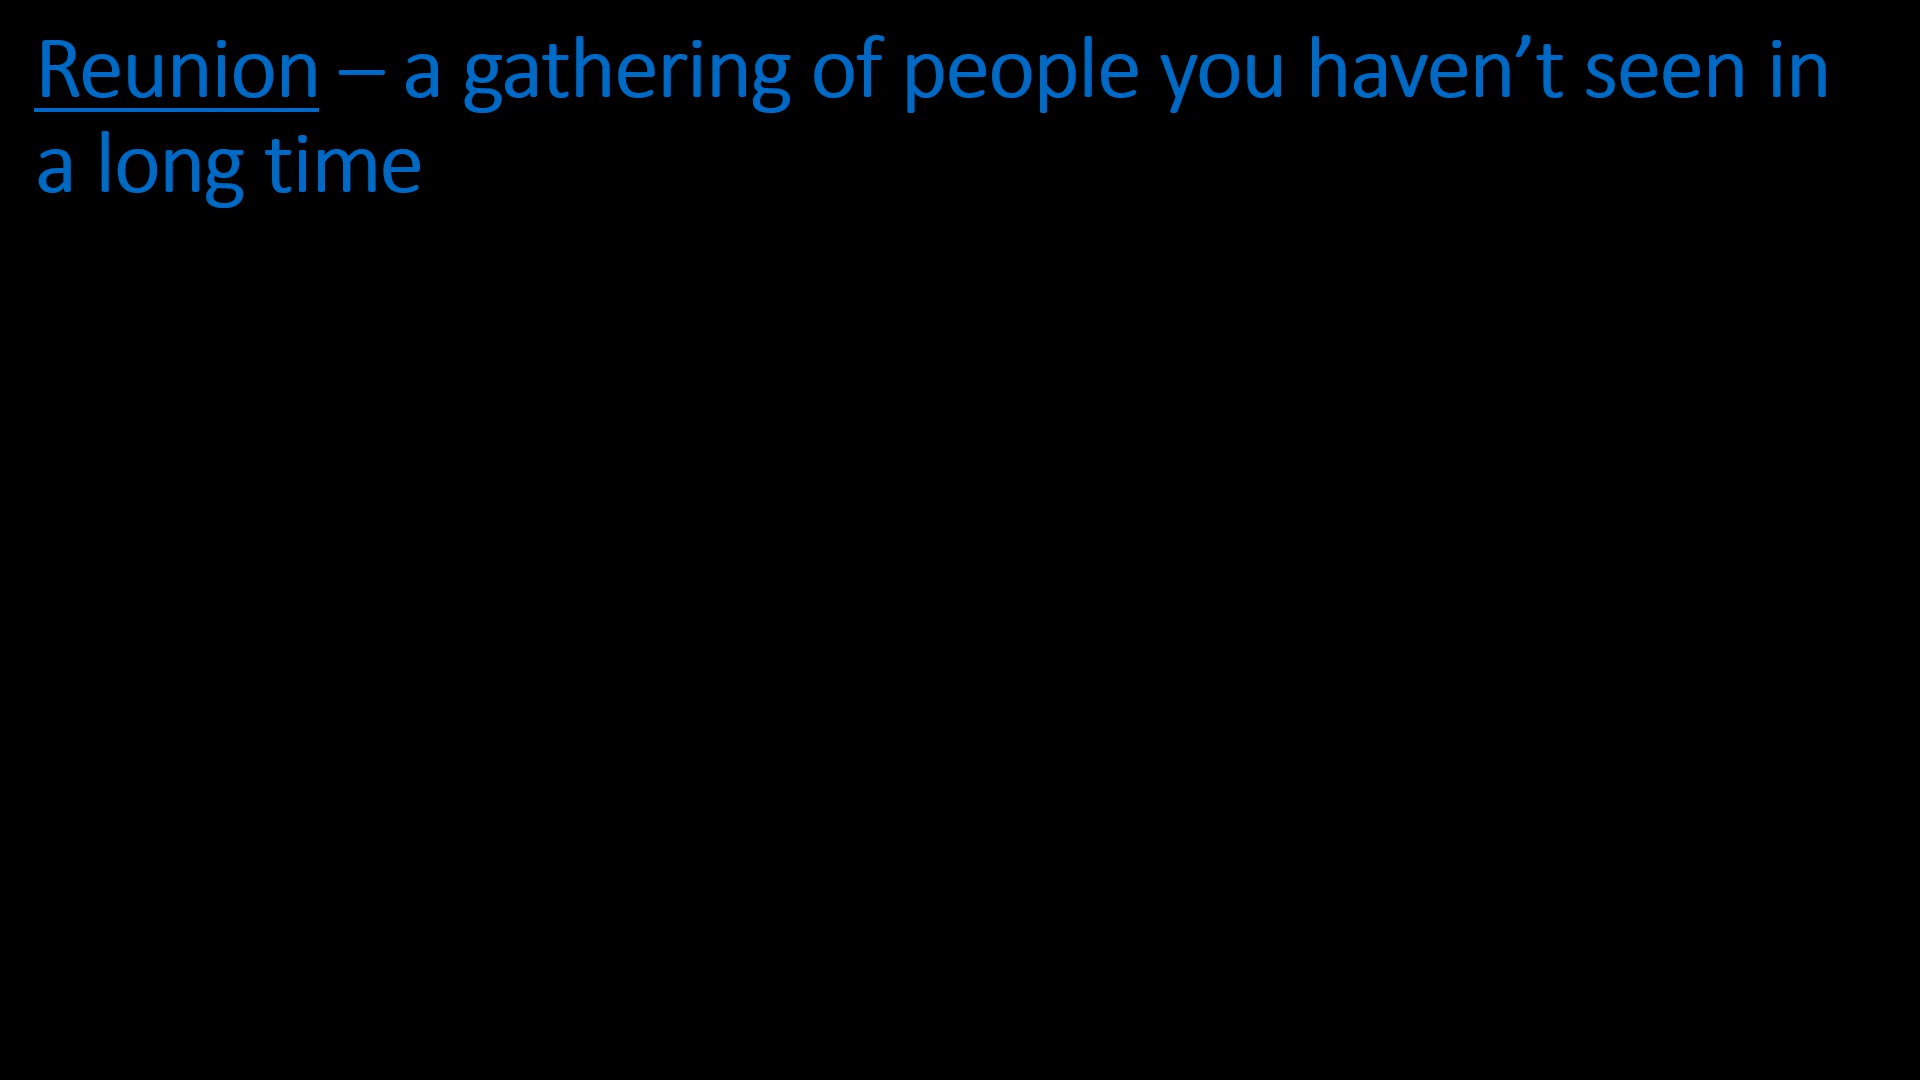 Reunion – a gathering of people you haven’t seen in
a long time